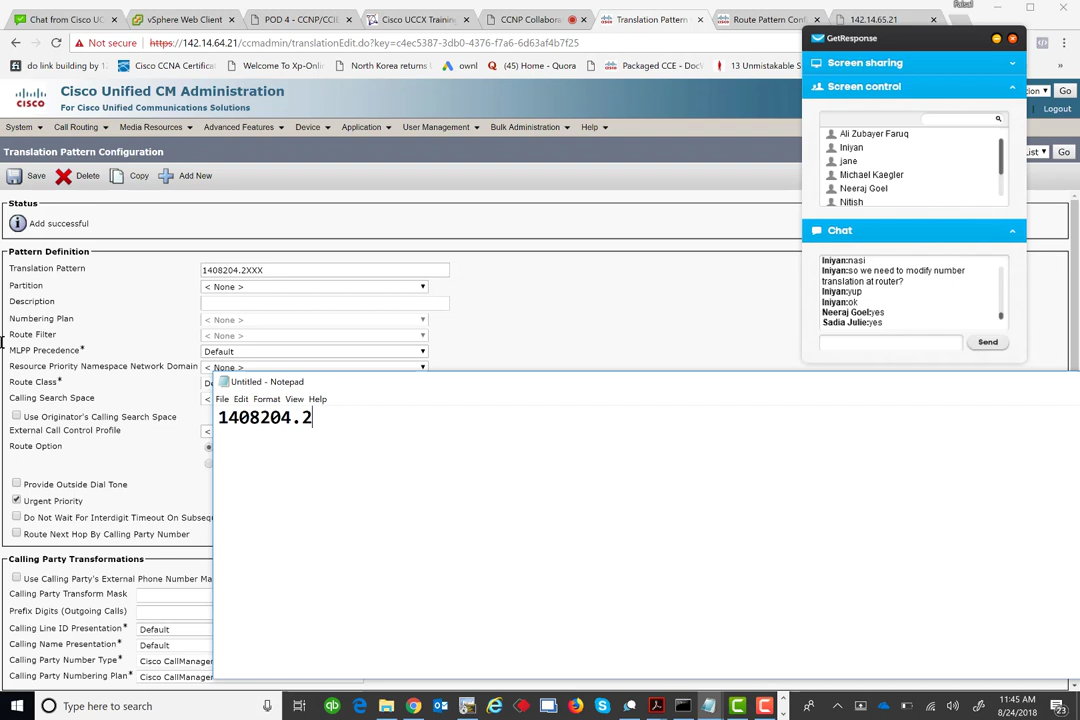 Chat from Cisco UC
vSphere Web Client
POD 4 - CCNP/CCIE
Cisco UCCX Training
CCNP Collabora
Translation Pattern
Route Pattern Conf
142.14.65.21
Faisal
Not secure
https://142.14.64.21/ccmadmin/translationEdit.do?key=c4ec5387-3db0-4376-f7a6-6d63af4b7f25
do link building by 12
Cisco CCNA Certificat
Welcome To Xp-Onli
North Korea returns U
ownl
(45) Home - Quora
Packaged CCE - DocW
13 Unmistakable S
Cisco Unified CM Administration
For Cisco Unified Communications Solutions
CISCO
Go
Logout
System
Call Routing
Media Resources
Advanced Features
Device
Application
User Management
Bulk Administration
Help
Translation Pattern Configuration
Go
Save
Delete
Copy
Add New
Status
Add successful
Pattern Definition
Translation Pattern
1408204.2XXX
Partition
< None >
Description
Numbering Plan
< None >
Route Filter
< None >
MLPP Precedence*
Default
Resource Priority Namespace Network Domain
< None >
Route Class*
Calling Search Space
Use Originator's Calling Search Space
External Call Control Profile
Route Option
Provide Outside Dial Tone
Urgent Priority
Do Not Wait For Interdigit Timeout On Subseq
Route Next Hop By Calling Party Number
Calling Party Transformations
Use Calling Party's External Phone Number Ma
Calling Party Transform Mask
Prefix Digits (Outgoing Calls)
Calling Line ID Presentation*
Default
Calling Name Presentation*
Default
Calling Party Number Type*
Cisco CallManager
Calling Party Numbering Plan*
Cisco CallManager
Untitled - Notepad
File
Edit
Format
View
Help
1408204.2
GetResponse
Screen sharing
Screen control
Ali Zubayer Faruq
Iniyan
jane
Michael Kaegler
Neeraj Goel
Nitish
Chat
Iniyan:nasi
Iniyan:so we need to modify number
translation at router?
Iniyan:yup
Iniyan:ok
Neeraj Goel:yes
Sadia Julie:yes
Send
Type here to search
11:45 AM
8/24/2018
23